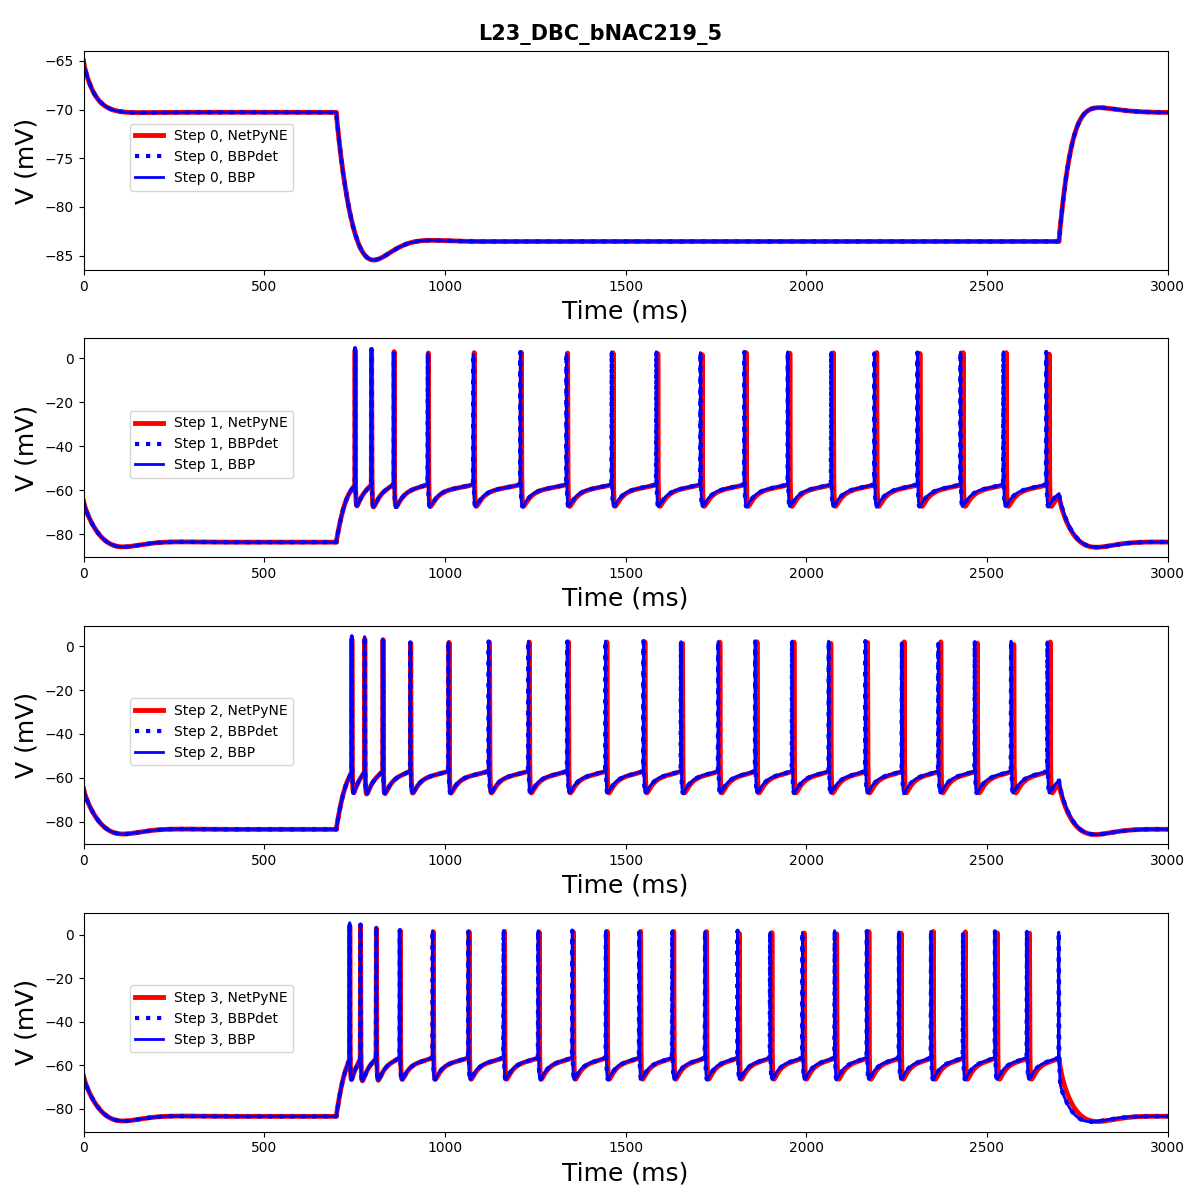 L23_DBC_bNAC219_5
−65
−70
−75
−80
−85
V (mV)
Step 0, NetPyNE
Step 0, BBPdet
Step 0, BBP
0 500 1000 1500 2000 2500 3000
Time (ms)
0
−20
−40
−60
−80
V (mV)
Step 1, NetPyNE
Step 1, BBPdet
Step 1, BBP
0 500 1000 1500 2000 2500 3000
Time (ms)
0
−20
−40
−60
−80
V (mV)
Step 2, NetPyNE
Step 2, BBPdet
Step 2, BBP
0 500 1000 1500 2000 2500 3000
Time (ms)
0
−20
−40
−60
−80
V (mV)
Step 3, NetPyNE
Step 3, BBPdet
Step 3, BBP
0 500 1000 1500 2000 2500 3000
Time (ms)